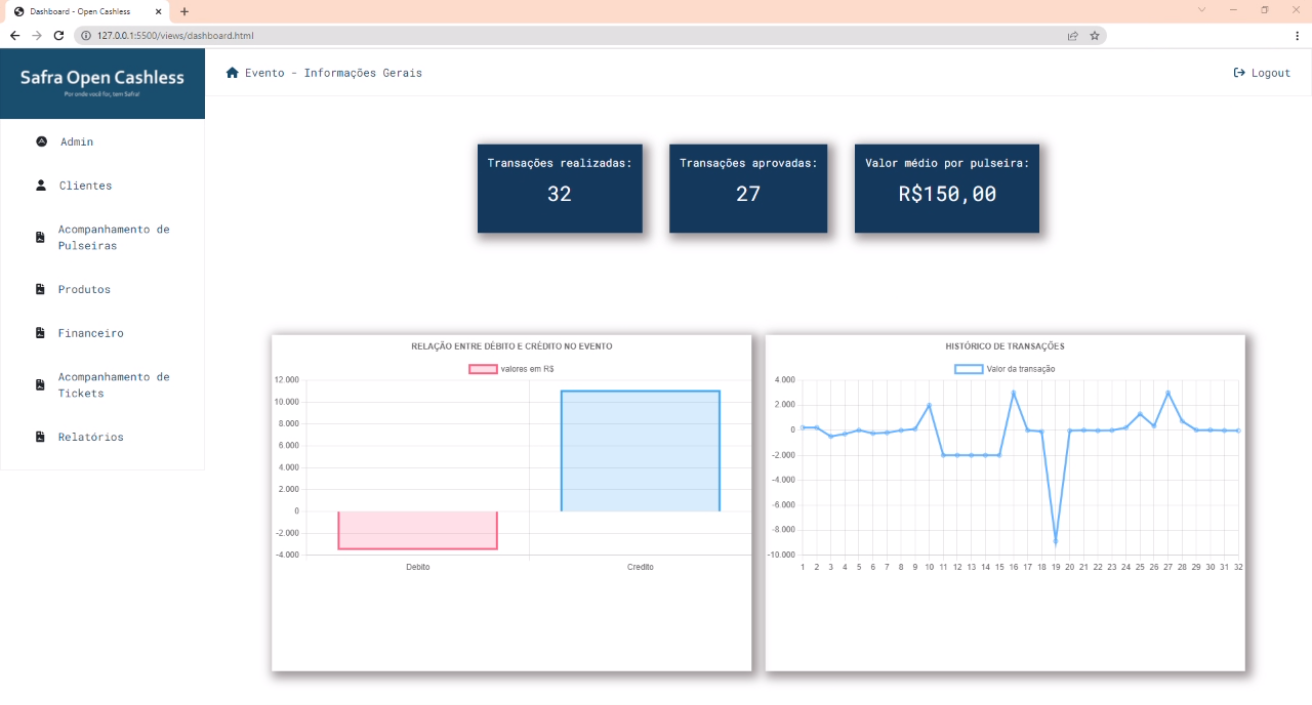 Dashboard - Open Cashless
127.0.0.1:5500/views/dashboard.html
Safra Open Cashless
Por onde você for, tem Safra!
Evento - Informações Gerais
Logout
Admin
Clientes
Acompanhamento de
Pulseiras
Produtos
Financeiro
Acompanhamento de
Tickets
Relatórios
Transações realizadas:
32
Transações aprovadas:
27
Valor médio por pulseira:
R$150,00
RELAÇÃO ENTRE DÉBITO E CRÉDITO NO EVENTO
valores em R$
12.000
10.000
8.000
6.000
4.000
2.000
0
-2.000
-4.000
Debito Credito
HISTÓRICO DE TRANSAÇÕES
Valor da transação
4.000
2.000
0
-2.000
-4.000
-6.000
-8.000
-10.000
1 2 3 4 5 6 7 8 9 10 11 12 13 14 15 16 17 18 19 20 21 22 23 24 25 26 27 28 29 30 31 32